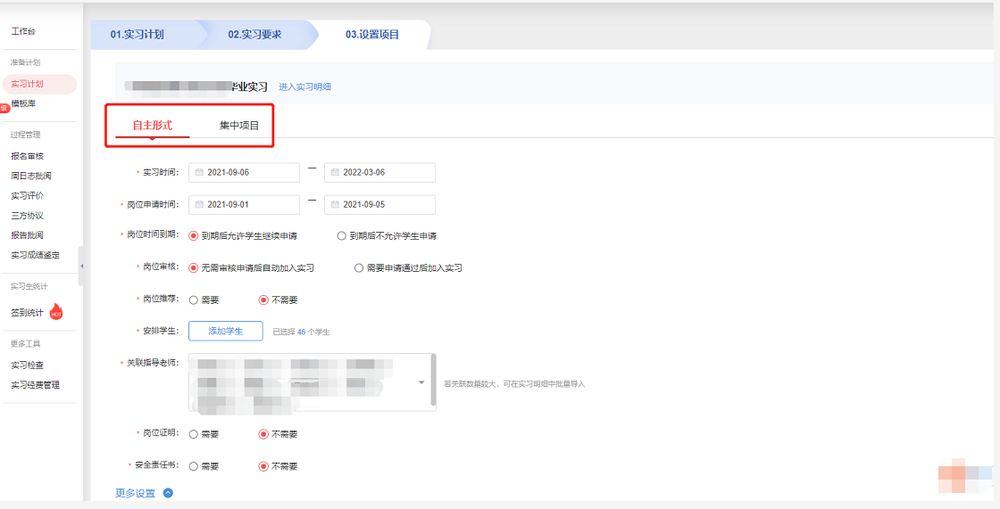 工作台
准备计划
实习计划
模板库
过程管理
报名审核
周日志批阅
实习评价
三方协议
报告批阅
实习成绩鉴定
实习生统计
签到统计 HOT
更多工具
实习检查
实习经费管理
01.实习计划 02.实习要求 03.设置项目
毕业实习 进入实习明细
自主形式 集中项目
* 实习时间： 2021-09-06 — 2022-03-06
* 岗位申请时间： 2021-09-01 — 2021-09-05
* 岗位时间到期： 到期后允许学生继续申请 到期后不允许学生申请
* 岗位审核： 无需审核申请后自动加入实习 需要申请通过后加入实习
* 岗位推荐： 需要 不需要
* 安排学生： 添加学生 已选择 46 个学生
* 关联指导老师： 若关联数量较大，可在实习明细中批量导入
* 岗位证明： 需要 不需要
* 安全责任书： 需要 不需要
更多设置